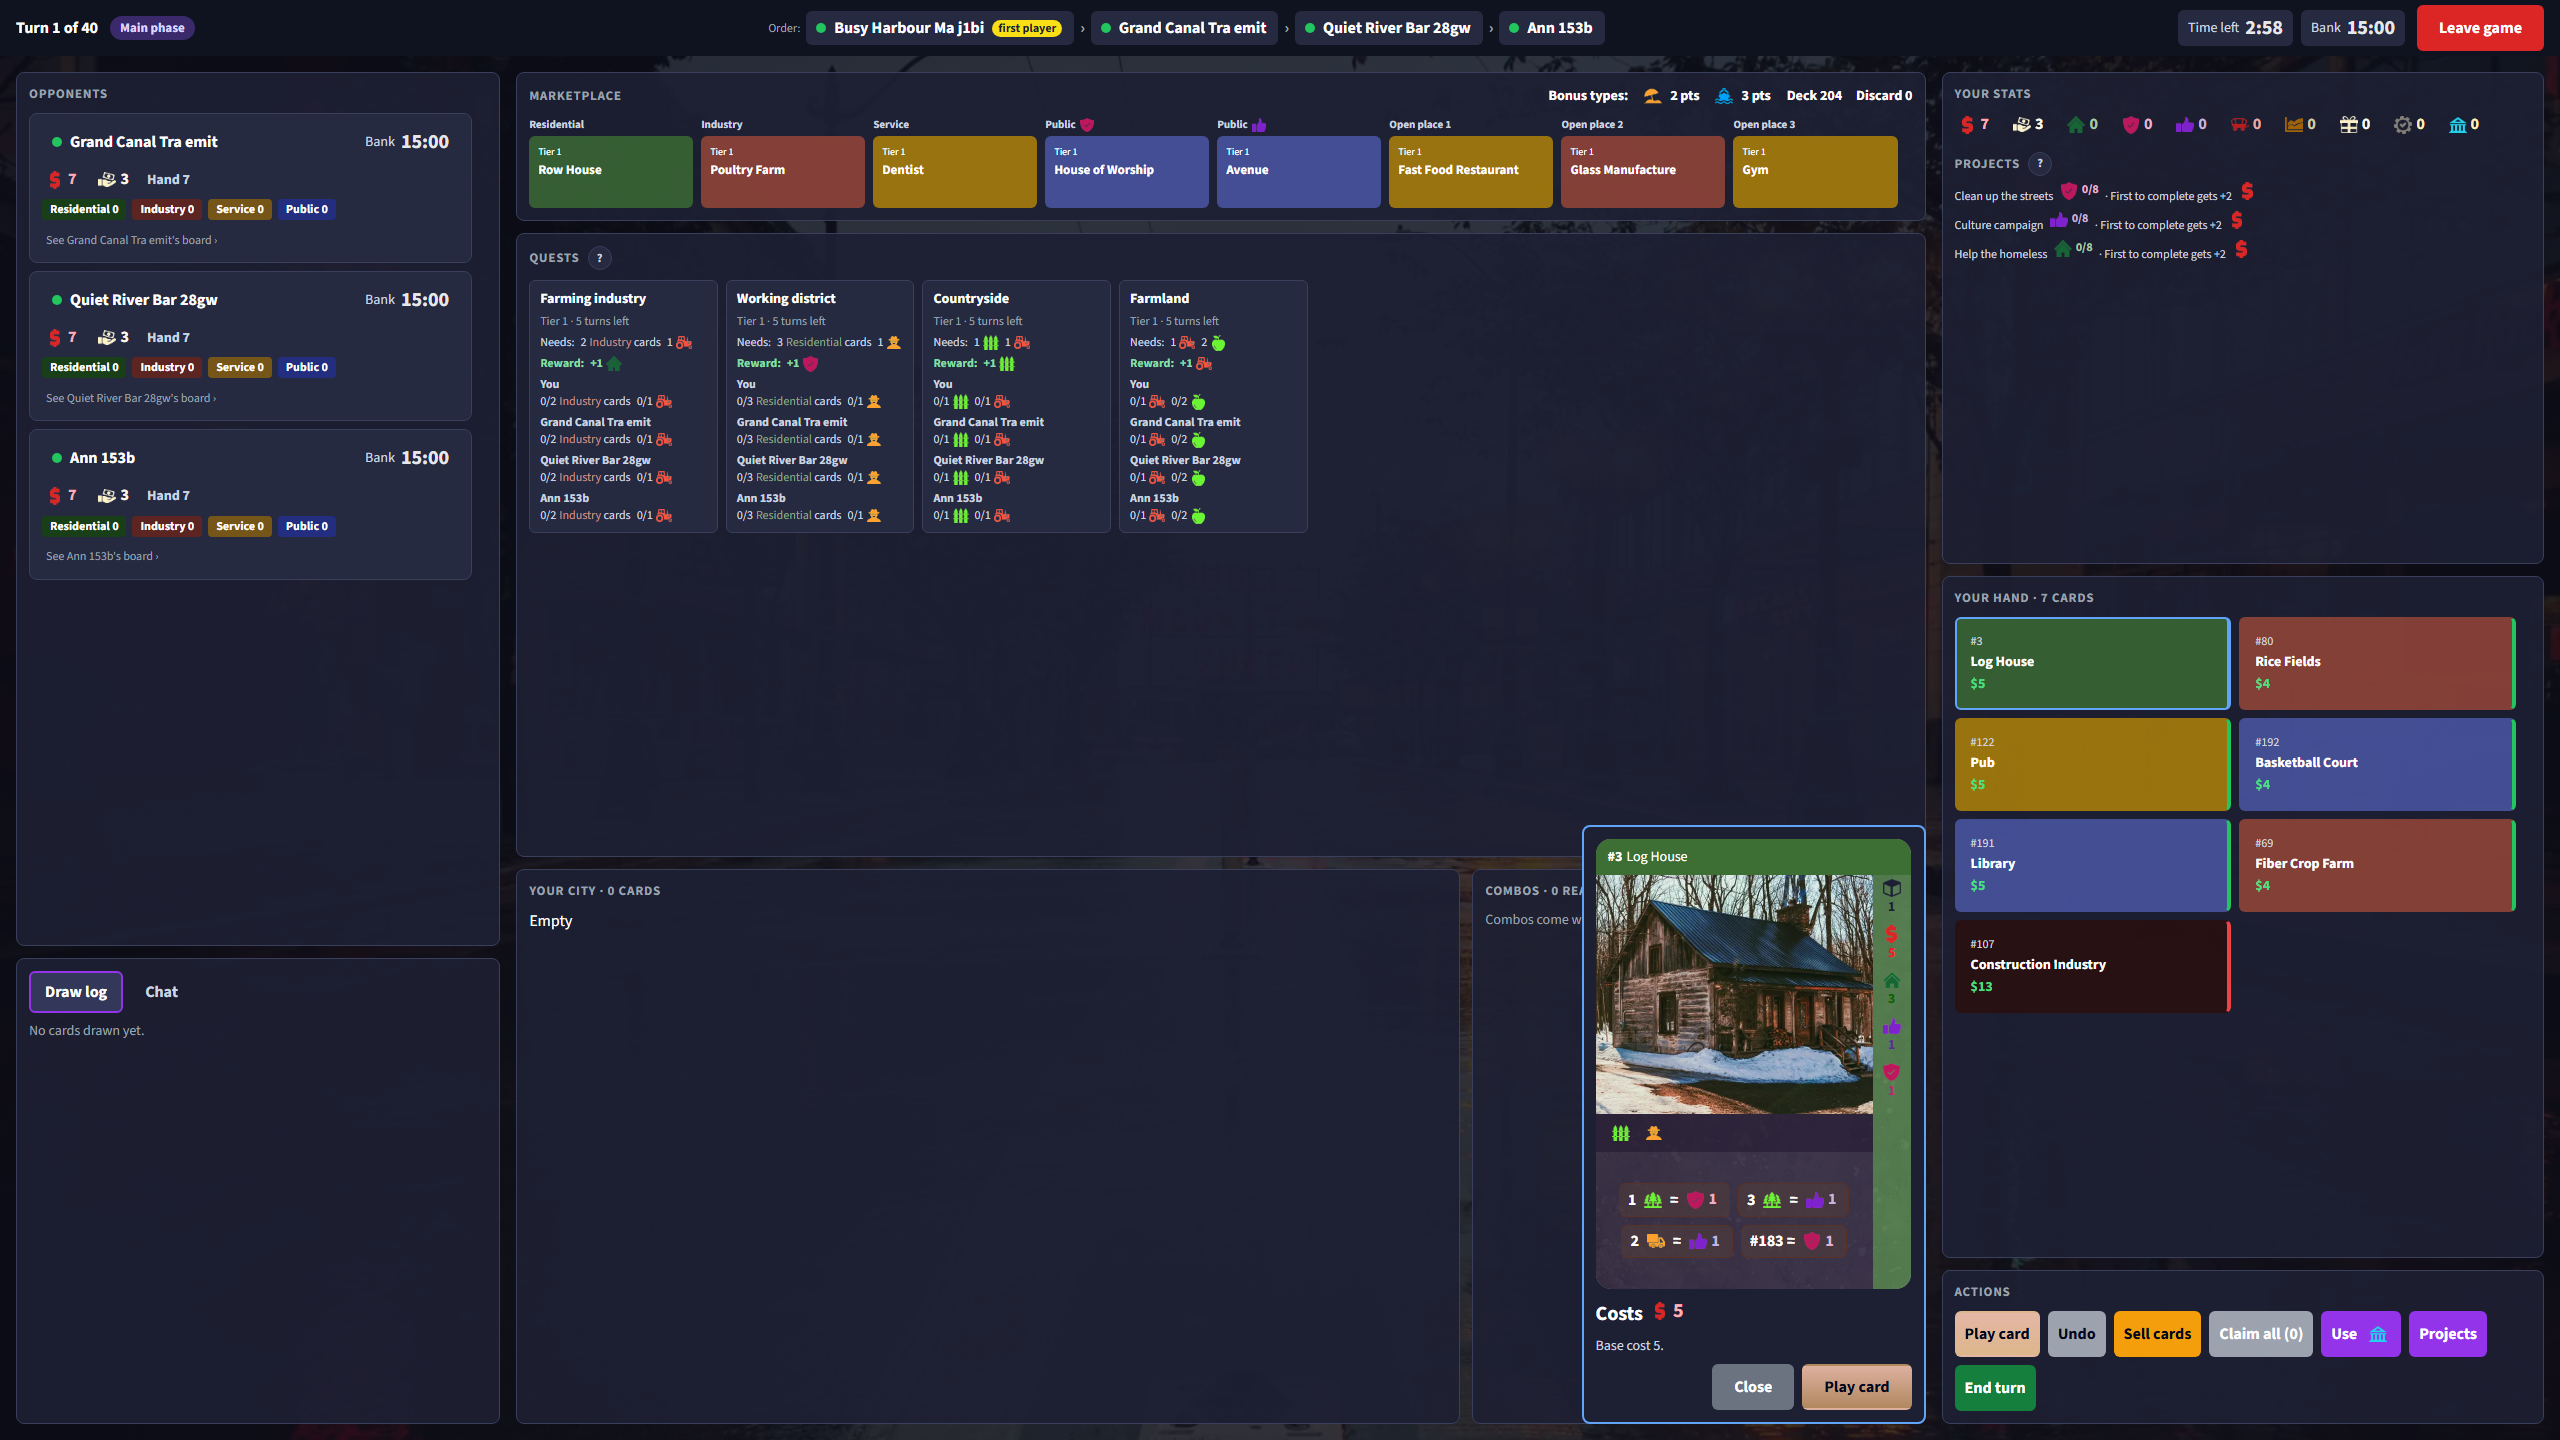 Turn 1 of 40 Main phase
Order: Busy Harbour Ma j1bi first player › Grand Canal Tra emit › Quiet River Bar 28gw › Ann 153b
Time left 2:58 Bank 15:00 Leave game
OPPONENTS
Grand Canal Tra emit Bank 15:00
7 3 Hand 7
Residential 0 Industry 0 Service 0 Public 0
See Grand Canal Tra emit's board ›
Quiet River Bar 28gw Bank 15:00
7 3 Hand 7
Residential 0 Industry 0 Service 0 Public 0
See Quiet River Bar 28gw's board ›
Ann 153b Bank 15:00
7 3 Hand 7
Residential 0 Industry 0 Service 0 Public 0
See Ann 153b's board ›
Draw log Chat
No cards drawn yet.
MARKETPLACE
Bonus types: 2 pts 3 pts Deck 204 Discard 0
Residential Industry Service Public Public Open place 1 Open place 2 Open place 3
Tier 1 Tier 1 Tier 1 Tier 1 Tier 1 Tier 1 Tier 1 Tier 1
Row House Poultry Farm Dentist House of Worship Avenue Fast Food Restaurant Glass Manufacture Gym
QUESTS ?
Farming industry
Tier 1 · 5 turns left
Needs: 2 Industry cards 1
Reward: +1
You
0/2 Industry cards 0/1
Grand Canal Tra emit
0/2 Industry cards 0/1
Quiet River Bar 28gw
0/2 Industry cards 0/1
Ann 153b
0/2 Industry cards 0/1
Working district
Tier 1 · 5 turns left
Needs: 3 Residential cards 1
Reward: +1
You
0/3 Residential cards 0/1
Grand Canal Tra emit
0/3 Residential cards 0/1
Quiet River Bar 28gw
0/3 Residential cards 0/1
Ann 153b
0/3 Residential cards 0/1
Countryside
Tier 1 · 5 turns left
Needs: 1 1
Reward: +1
You
0/1 0/1
Grand Canal Tra emit
0/1 0/1
Quiet River Bar 28gw
0/1 0/1
Ann 153b
0/1 0/1
Farmland
Tier 1 · 5 turns left
Needs: 1 2
Reward: +1
You
0/1 0/2
Grand Canal Tra emit
0/1 0/2
Quiet River Bar 28gw
0/1 0/2
Ann 153b
0/1 0/2
YOUR CITY · 0 CARDS
Empty
COMBOS · 0 REA
Combos come w
#3 Log House
1
5
3
1
1
1 = 1 3 = 1
2 = 1 #183 = 1
Costs $ 5
Base cost 5.
Close Play card
YOUR STATS
$ 7 3 0 0 0 0 0 0 0 0
PROJECTS ?
Clean up the streets 0/8 · First to complete gets +2 $
Culture campaign 0/8 · First to complete gets +2 $
Help the homeless 0/8 · First to complete gets +2 $
YOUR HAND · 7 CARDS
#3
Log House
$5
#80
Rice Fields
$4
#122
Pub
$5
#192
Basketball Court
$4
#191
Library
$5
#69
Fiber Crop Farm
$4
#107
Construction Industry
$13
ACTIONS
Play card Undo Sell cards Claim all (0) Use Projects
End turn